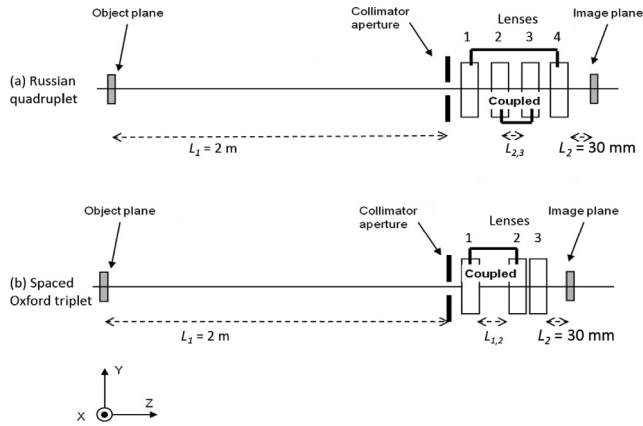 Object plane
Collimator
aperture
Lenses
Image plane
1 2 3 4
(a) Russian
quadruplet
Coupled
L1 = 2 m
L2,3
L2 = 30 mm
Object plane
Collimator
aperture
Lenses
Image plane
1 2 3
(b) Spaced
Oxford triplet
Coupled
L1 = 2 m
L1,2
L2 = 30 mm
Y
X
Z